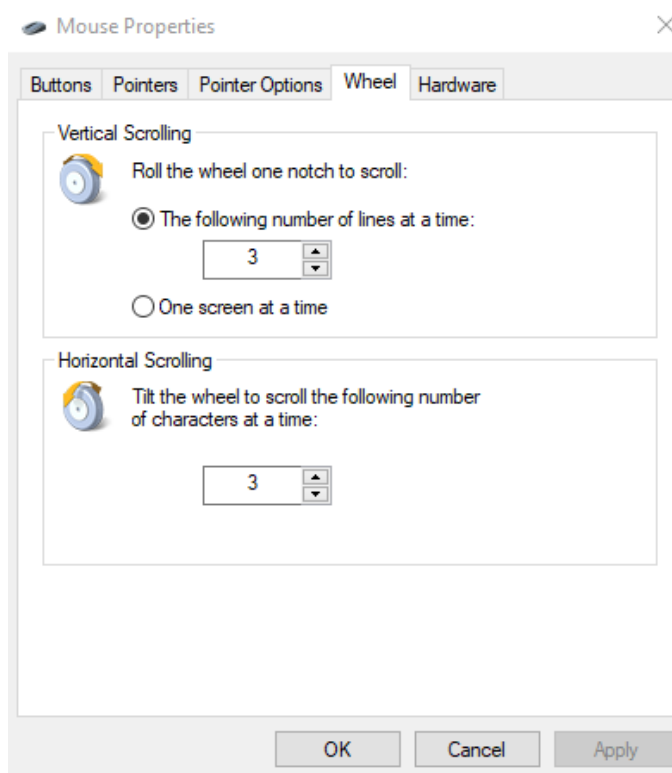 Mouse Properties
Buttons Pointers Pointer Options Wheel Hardware
Vertical Scrolling
Roll the wheel one notch to scroll:
The following number of lines at a time:
3
One screen at a time
Horizontal Scrolling
Tilt the wheel to scroll the following number
of characters at a time:
3
OK Cancel Apply